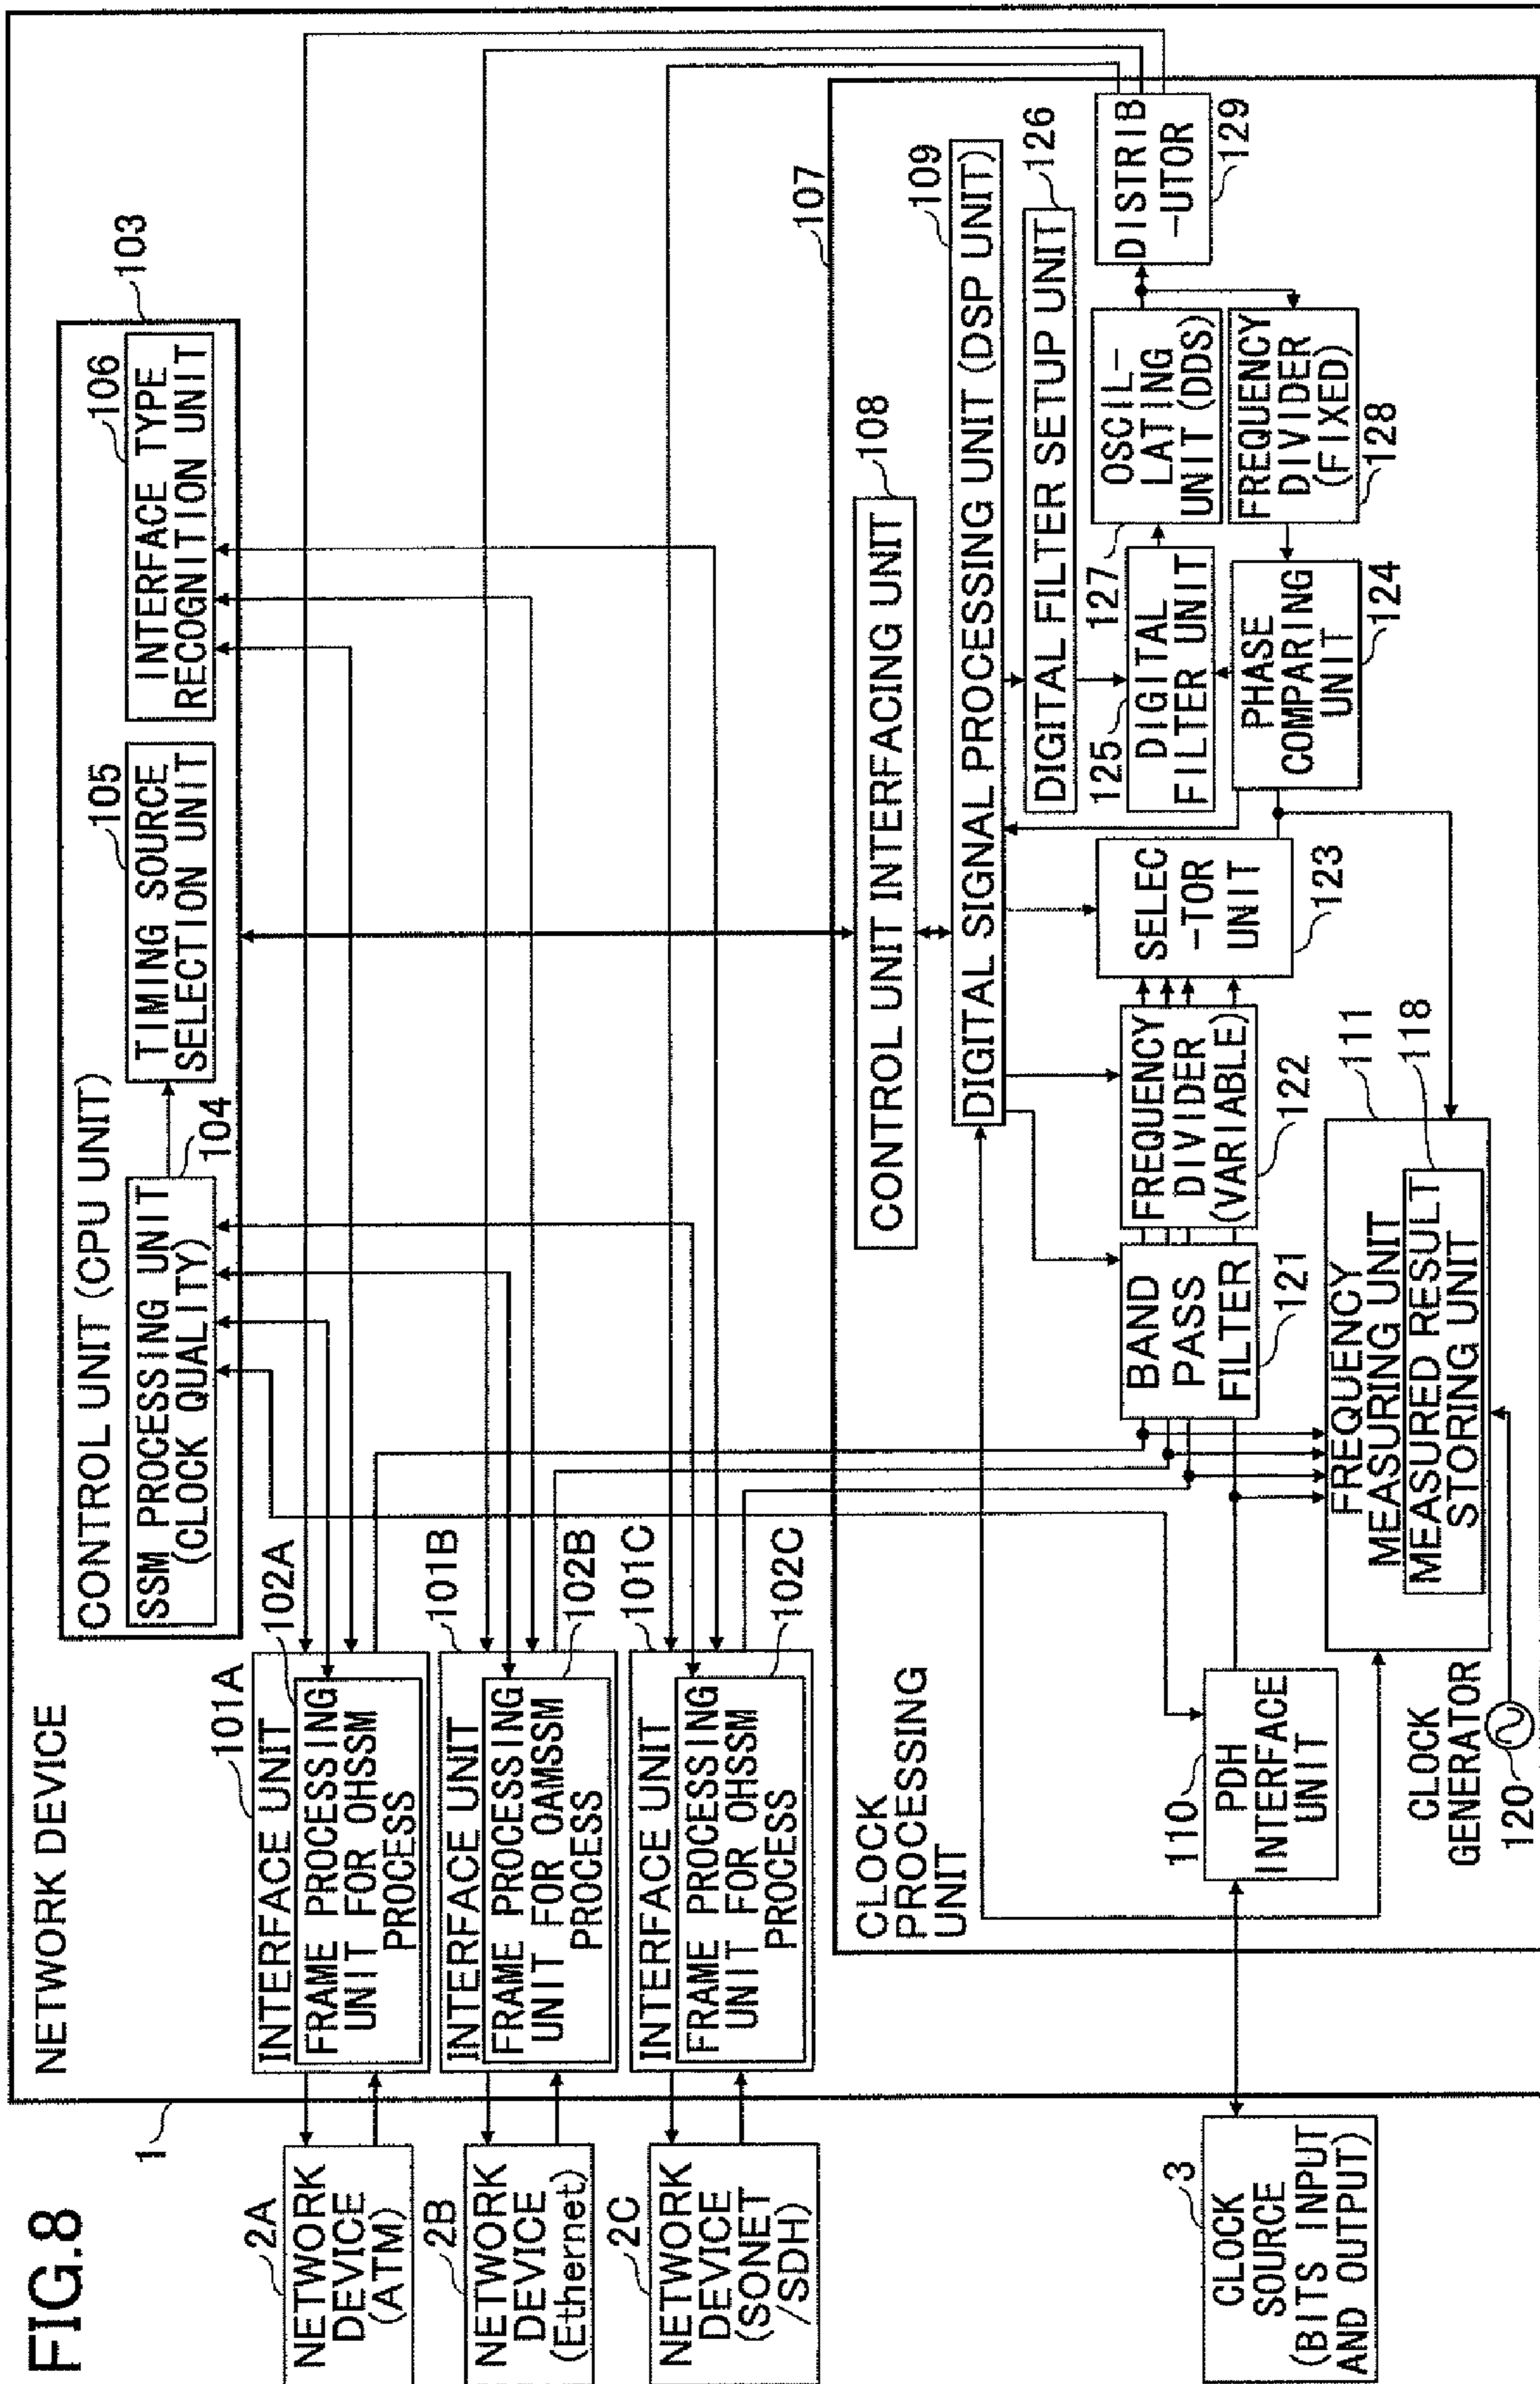 FIG.8
1
NETWORK DEVICE
2A
NETWORK
DEVICE
(ATM)
2B
NETWORK
DEVICE
(Ethernet)
2C
NETWORK
DEVICE
(SONET
/SDH)
3
CLOCK
SOURCE
(BITS INPUT
AND OUTPUT)
101A
INTERFACE UNIT
102A
FRAME PROCESSING
UNIT FOR OHSSM
PROCESS
101B
INTERFACE UNIT
FRAME PROCESSING
UNIT FOR OAMSSM
PROCESS
102B
101C
INTERFACE UNIT
FRAME PROCESSING
UNIT FOR OHSSM
PROCESS
102C
CONTROL UNIT (CPU UNIT)
103
SSM PROCESSING UNIT
(CLOCK QUALITY)
104
105
TIMING SOURCE
SELECTION UNIT
106
INTERFACE TYPE
RECOGNITION UNIT
CLOCK
PROCESSING
UNIT
107
CONTROL UNIT INTERFACING UNIT
108
DIGITAL SIGNAL PROCESSING UNIT (DSP UNIT)
109
DIGITAL FILTER SETUP UNIT
126
110
PDH
INTERFACE
UNIT
BAND
PASS
FILTER
121
FREQUENCY
DIVIDER
(VARIABLE)
122
SELEC
-TOR
UNIT
123
125
DIGITAL
FILTER UNIT
127
OSCIL-
LATING
UNIT (DDS)
DISTRIB
-UTOR
129
PHASE
COMPARING
UNIT
124
FREQUENCY
DIVIDER
(FIXED)
128
FREQUENCY
MEASURING UNIT
111
MEASURED RESULT
STORING UNIT
118
CLOCK
GENERATOR
120